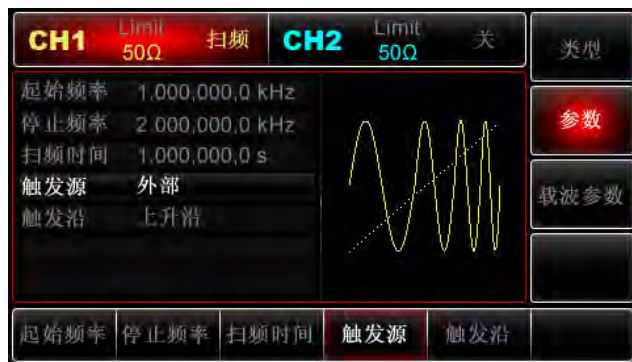 CH1 Limit 50Ω 扫频 CH2 Limit 50Ω 关
类型
起始频率 1.000,000,0 kHz
停止频率 2.000,000,0 kHz
扫频时间 1.000,000,0 s
触发源 外部
触发沿 上升沿
参数
载波参数
起始频率 停止频率 扫频时间 触发源 触发沿